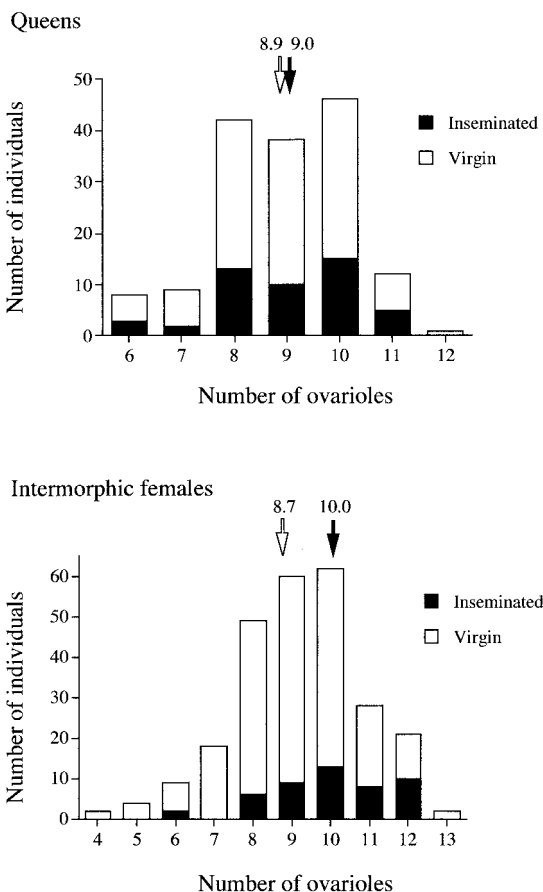 Queens
8.9 9.0
50
40
30
20
10
0
Number of individuals
Inseminated
Virgin
6 7 8 9 10 11 12
Number of ovarioles
Intermorphic females
8.7 10.0
60
50
40
30
20
10
0
Number of individuals
Inseminated
Virgin
4 5 6 7 8 9 10 11 12 13
Number of ovarioles